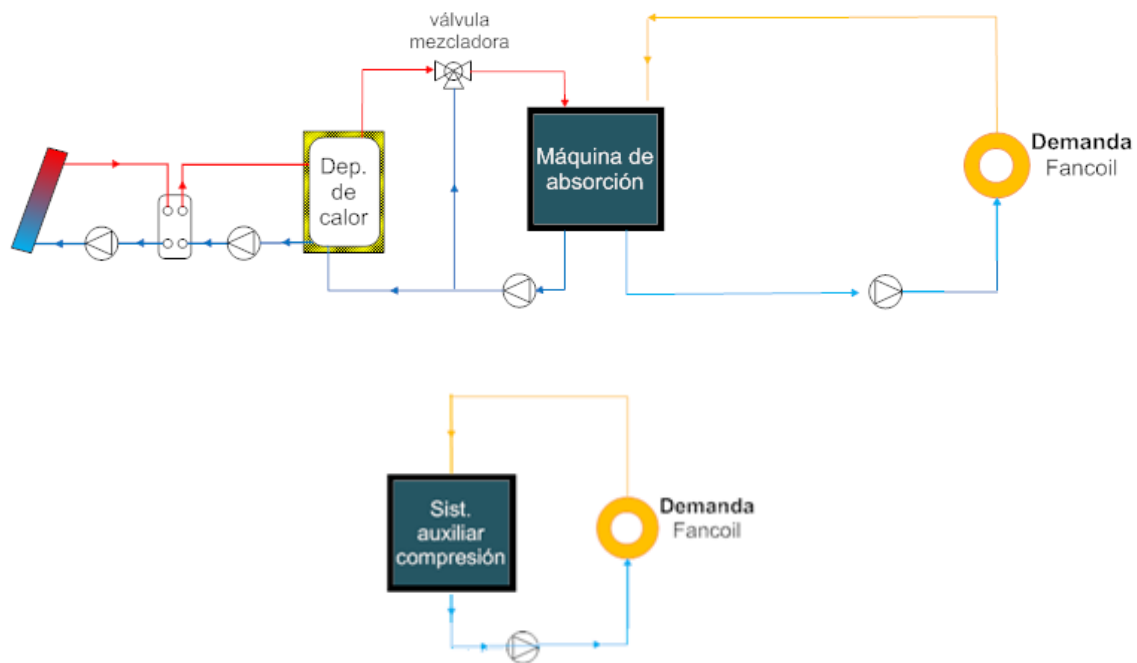 válvula
mezcladora
Dep.
de
calor
Máquina de
absorción
Demanda
Fancoil
Sist.
auxiliar
compresión
Demanda
Fancoil